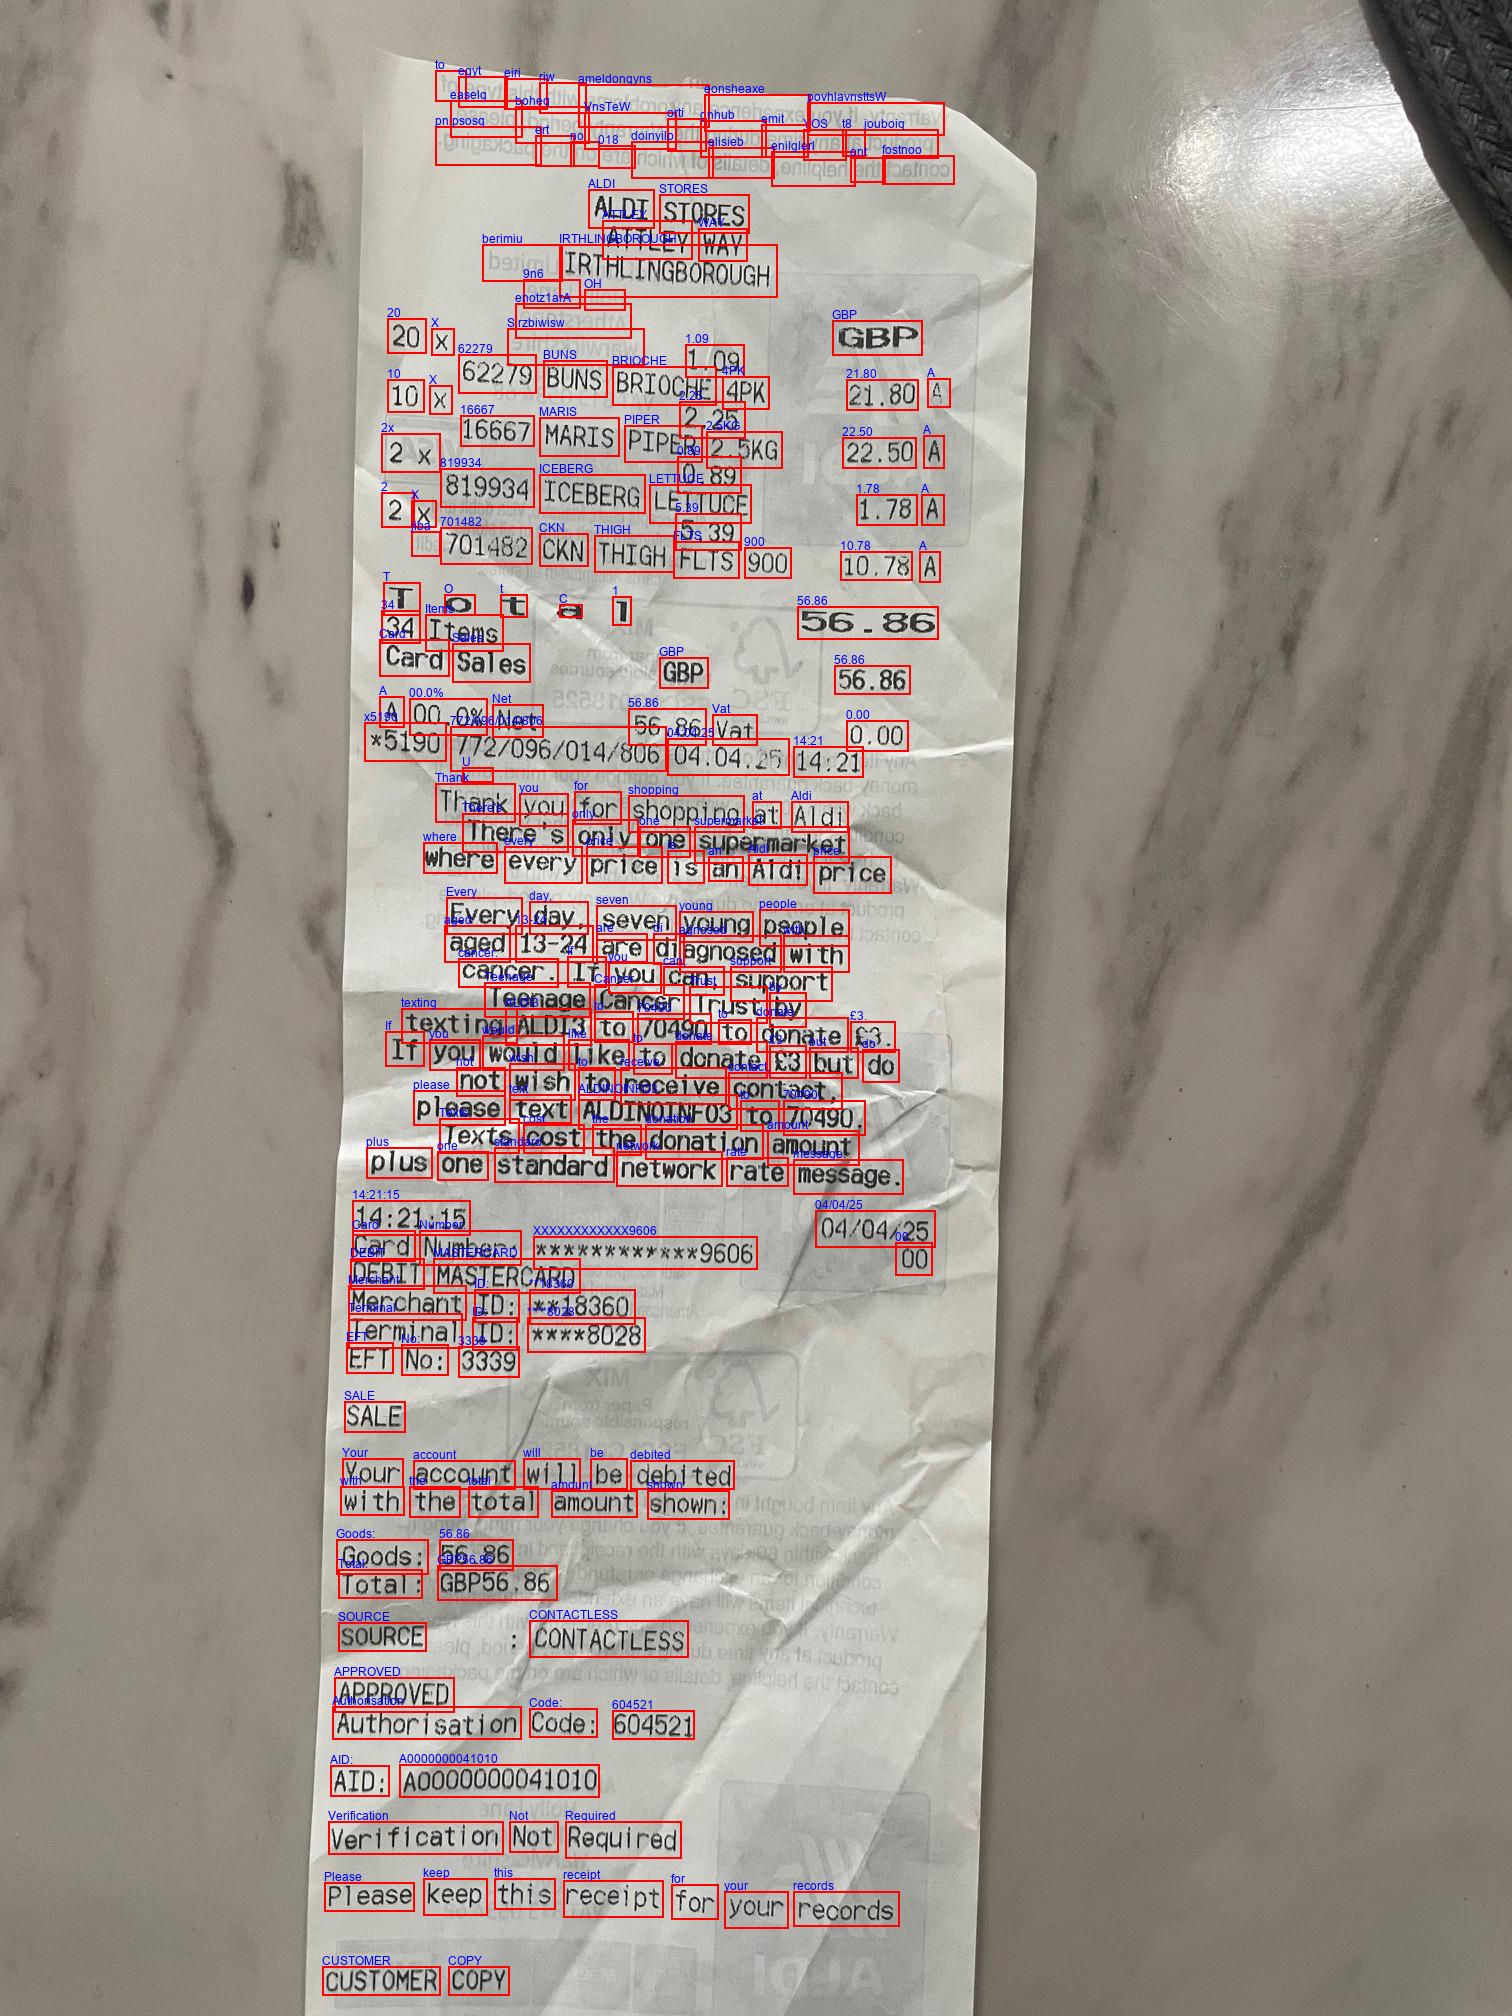 ALDI STORES
ATTLEY WAY
IRTHLINGBOROUGH
GBP
20 x 1.09
62279 BUNS BRIOCHE 4PK 21.80 A
10 x 2.25
16667 MARIS PIPER 2.5KG 22.50 A
2 x 0.89
819934 ICEBERG LETTUCE 1.78 A
2 x 5.39
701482 CKN THIGH FLTS 900 10.78 A
Total 56.86
34 Items
Card Sales GBP 56.86
A 00.0% Net 56.86 Vat 0.00
*5190 772/096/014/806 04.04.25 14:21
Thank you for shopping at Aldi
There's only one supermarket
where every price is an Aldi price
Every day, seven young people
aged 13-24 are diagnosed with
cancer. If you can, support
Teenage Cancer Trust by
texting ALDI3 to 70490 to donate £3.
If you would like to donate £3 but do
not wish to receive contact,
please text ALDINOINFO3 to 70490.
Texts cost the donation amount
plus one standard network rate message.
14:21:15 04/04/25
Card Number: ************9606 00
DEBIT MASTERCARD
Merchant ID: **18360
Terminal ID: ****8028
EFT No: 3339
SALE
Your account will be debited
with the total amount shown:
Goods: 56.86
Total: GBP56.86
SOURCE : CONTACTLESS
APPROVED
Authorisation Code: 604521
AID: A0000000041010
Verification Not Required
Please keep this receipt for your records
CUSTOMER COPY